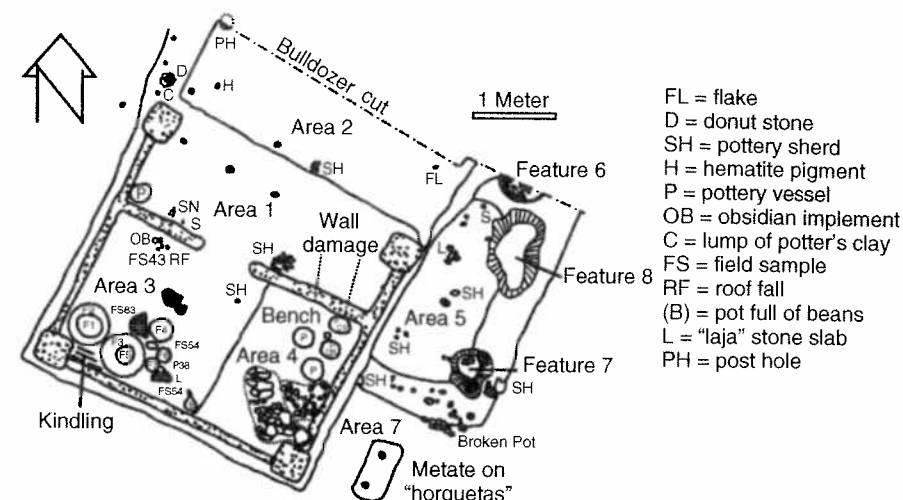 PH
Bulldozer cut
1 Meter
D
C
H
Area 2
SH
FL
Feature 6
P
SN
S
Area 1
Wall
damage
OB
FS43 RF
SH
S
L
Feature 8
Area 3
SH
SH
Area 5
FS63
F1
F3
F4
Bench
P
SH
FS54
P38
L
FS54
Area 4
P
SH
Feature 7
SH
Kindling
Area 7
Broken Pot
Metate on
"horquetas"
FL = flake
D = donut stone
SH = pottery sherd
H = hematite pigment
P = pottery vessel
OB = obsidian implement
C = lump of potter's clay
FS = field sample
RF = roof fall
(B) = pot full of beans
L = "laja" stone slab
PH = post hole